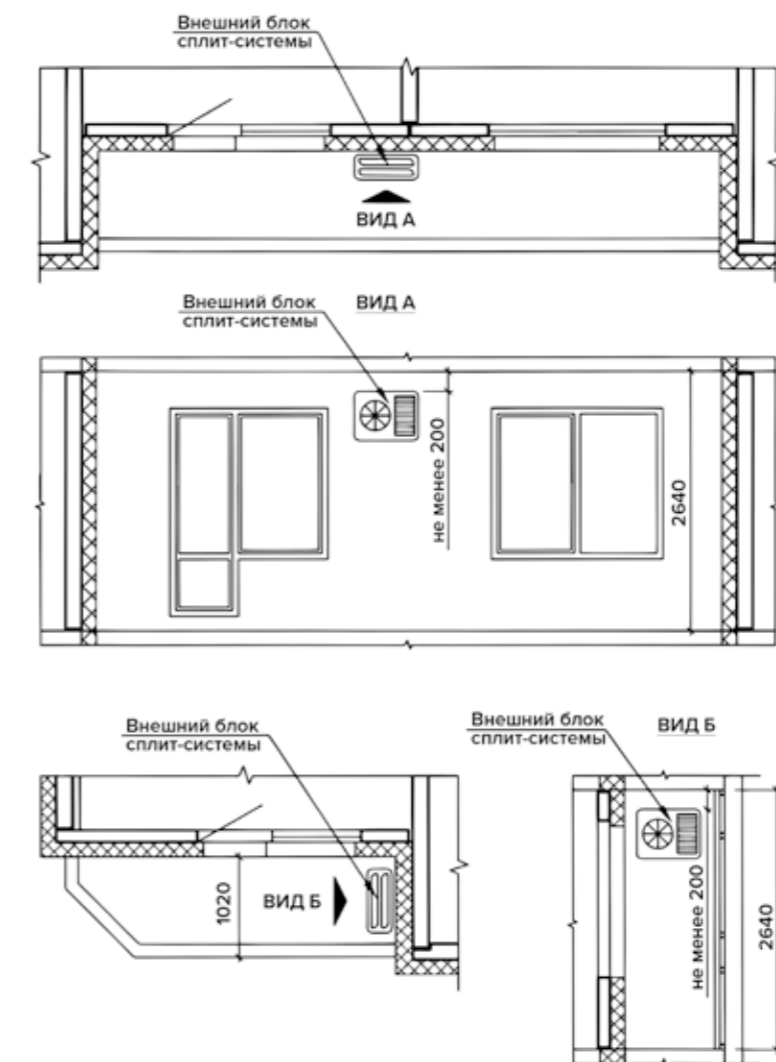 Внешний блок
сплит-системы
ВИД А
Внешний блок
сплит-системы
ВИД А
не менее 200
2640
Внешний блок
сплит-системы
1020
ВИД Б
Внешний блок
сплит-системы
ВИД Б
не менее 200
2640